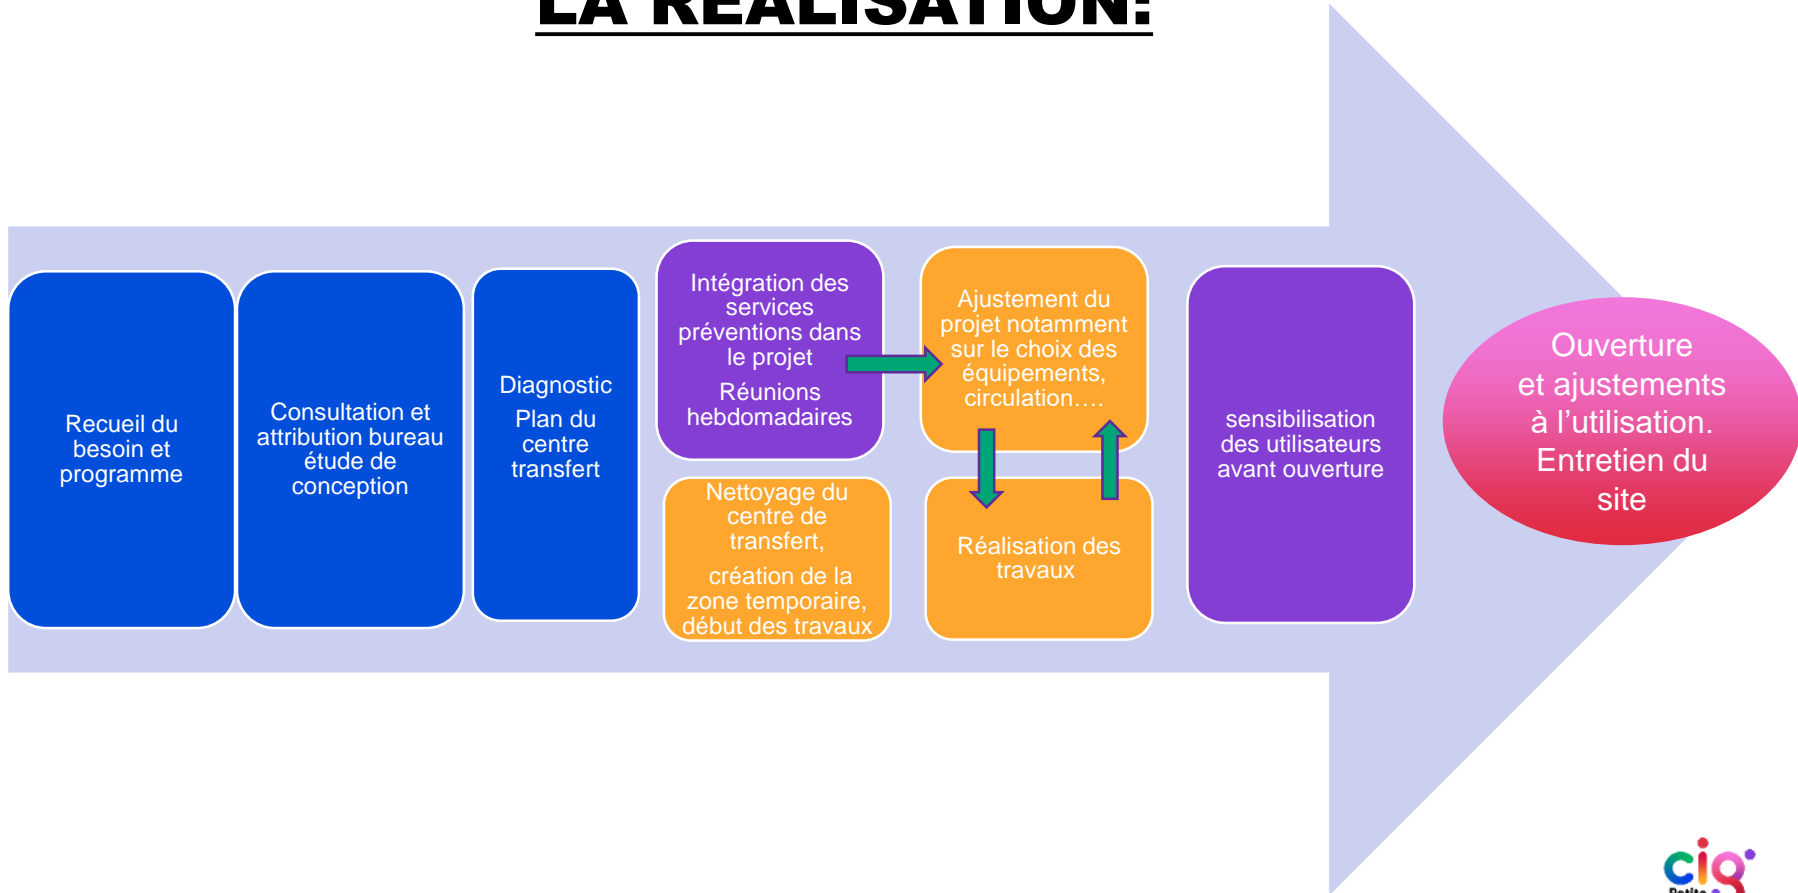 LA RÉALISATION:
Recueil du
besoin et
programme
Consultation et
attribution bureau
étude de
conception
Diagnostic
Plan du
centre
transfert
Intégration des
services
préventions dans
le projet
Réunions
hebdomadaires
Nettoyage du
centre de
transfert,
création de la
zone temporaire,
début des travaux
Ajustement du
projet notamment
sur le choix des
équipements,
circulation….
Réalisation des
travaux
sensibilisation
des utilisateurs
avant ouverture
Ouverture
et ajustements
à l’utilisation.
Entretien du
site
cig
Petite